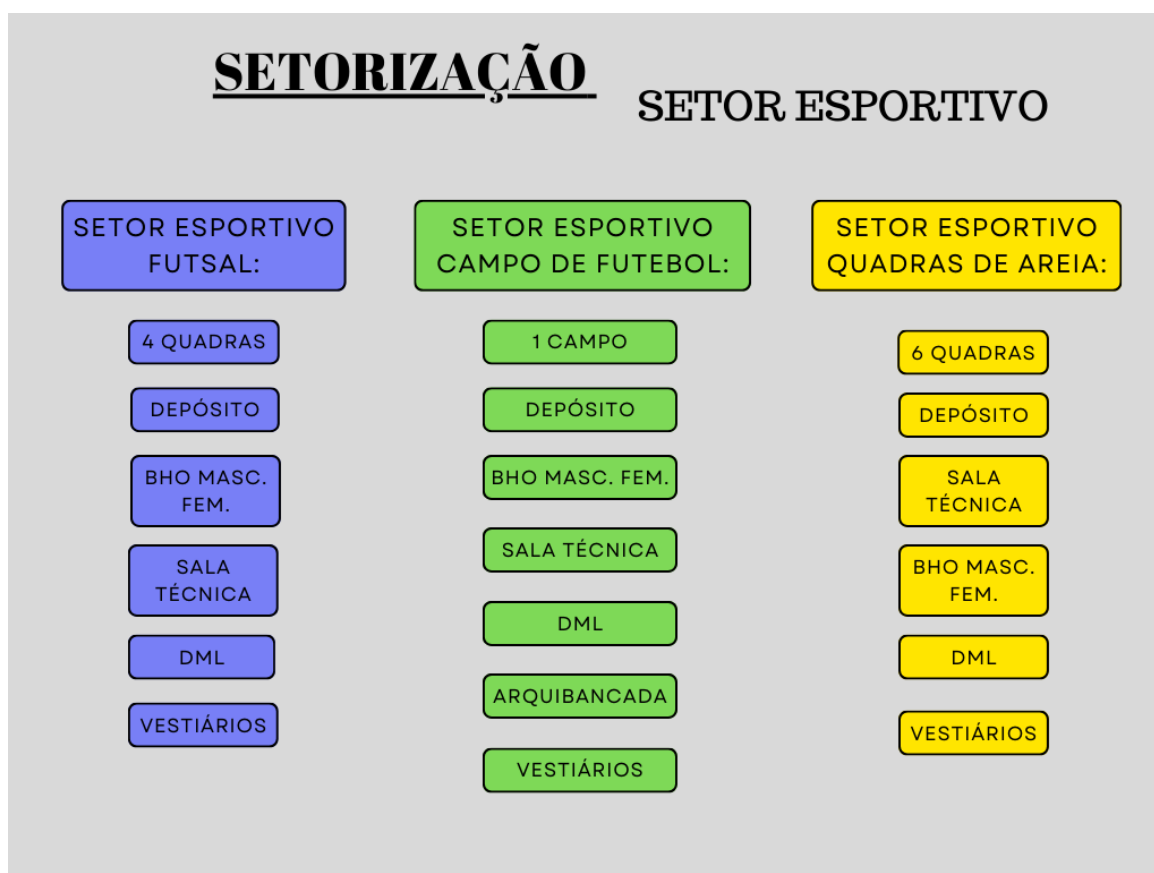 SETORIZAÇÃO
SETOR ESPORTIVO
SETOR ESPORTIVO
FUTSAL:
4 QUADRAS
DEPÓSITO
BHO MASC.
FEM.
SALA
TÉCNICA
DML
VESTIÁRIOS
SETOR ESPORTIVO
CAMPO DE FUTEBOL:
1 CAMPO
DEPÓSITO
BHO MASC. FEM.
SALA TÉCNICA
DML
ARQUIBANCADA
VESTIÁRIOS
SETOR ESPORTIVO
QUADRAS DE AREIA:
6 QUADRAS
DEPÓSITO
SALA
TÉCNICA
BHO MASC.
FEM.
DML
VESTIÁRIOS